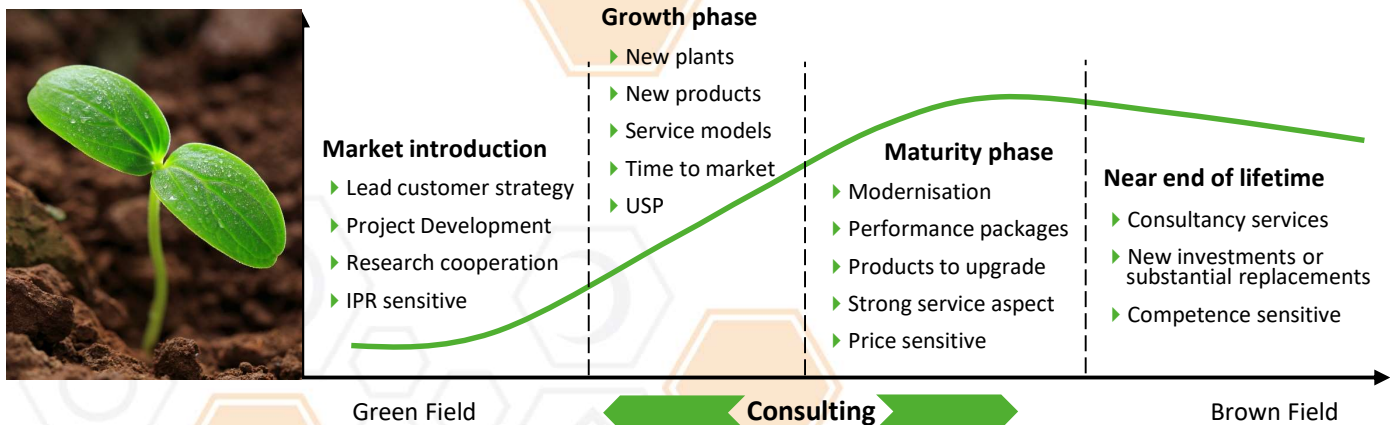 Growth phase
New plants
New products
Service models
Time to market
USP
Market introduction
Lead customer strategy
Project Development
Research cooperation
IPR sensitive
Maturity phase
Modernisation
Performance packages
Products to upgrade
Strong service aspect
Price sensitive
Near end of lifetime
Consultancy services
New investments or
substantial replacements
Competence sensitive
Green Field
Consulting
Brown Field